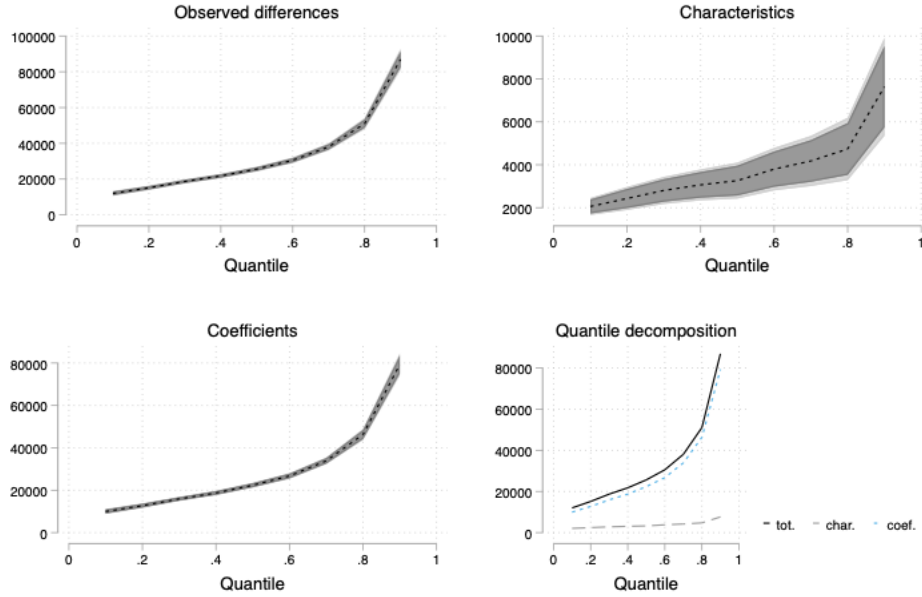 Observed differences
100000
80000
60000
40000
20000
0
0 .2 .4 .6 .8 1
Quantile
Characteristics
10000
8000
6000
4000
2000
0 .2 .4 .6 .8 1
Quantile
Coefficients
80000
60000
40000
20000
0
0 .2 .4 .6 .8 1
Quantile
Quantile decomposition
80000
60000
40000
20000
0
0 .2 .4 .6 .8 1
Quantile
tot. char. coef.